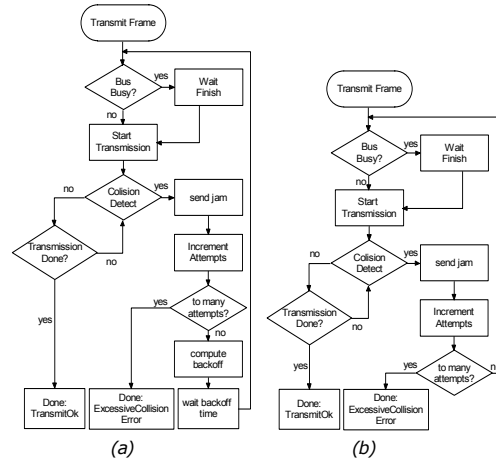 Transmit Frame
Bus
Busy?
yes
Wait
Finish
no
Start
Transmission
no
Colision
Detect
yes
send jam
Transmission
Done?
no
Increment
Attempts
yes
yes
to many
attempts?
no
compute
backoff
Done:
TransmitOk
Done:
ExcessiveCollision
Error
wait backoff
time
(a)
Transmit Frame
Bus
Busy?
yes
Wait
Finish
no
Start
Transmission
no
Colision
Detect
yes
send jam
Transmission
Done?
no
Increment
Attempts
yes
yes
to many
attempts?
Done:
TransmitOk
Done:
ExcessiveCollision
Error
(b)